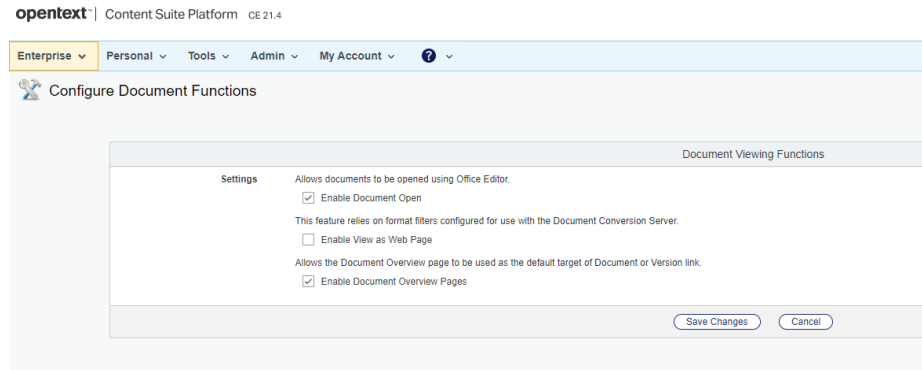 opentext™ | Content Suite Platform CE 21.4
Enterprise Personal Tools Admin My Account ?
Configure Document Functions
Document Viewing Functions
Settings Allows documents to be opened using Office Editor.
Enable Document Open
This feature relies on format filters configured for use with the Document Conversion Server.
Enable View as Web Page
Allows the Document Overview page to be used as the default target of Document or Version link.
Enable Document Overview Pages
Save Changes Cancel